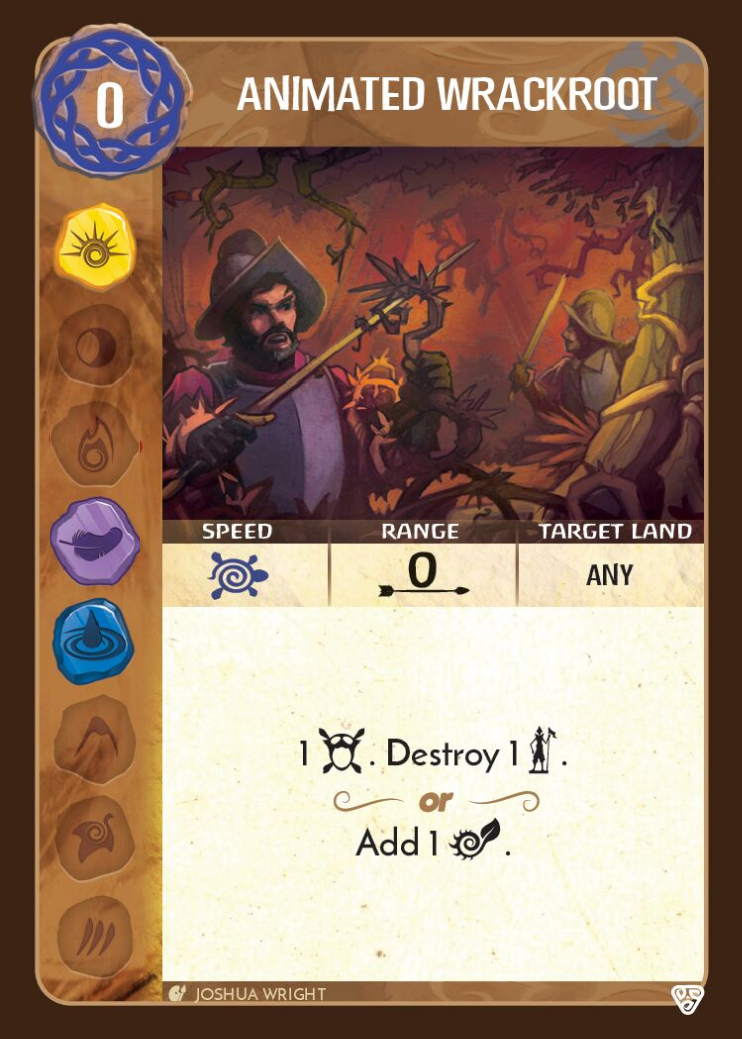 0
ANIMATED WRACKROOT
SPEED RANGE TARGET LAND
0 ANY
1 . Destroy 1 .
or
Add 1 .
JOSHUA WRIGHT